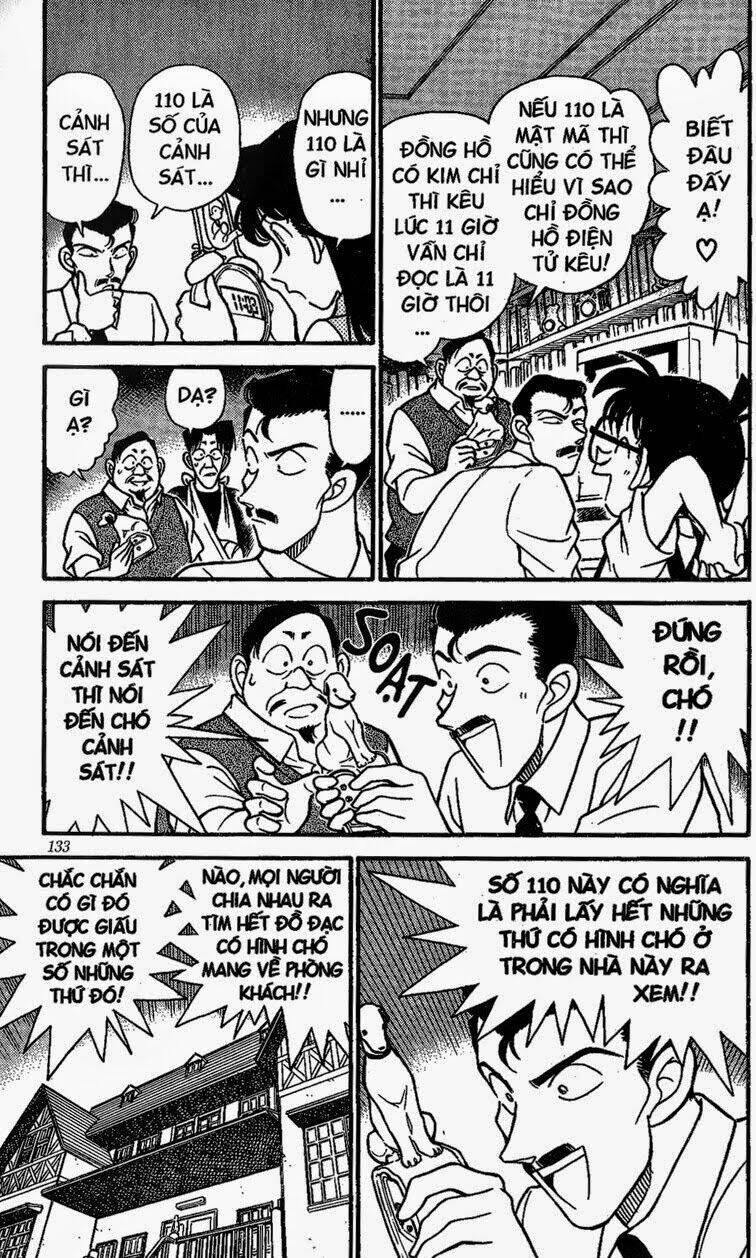 BIẾT
ĐÂU
ĐẤY
Ạ!
♡
NẾU 110 LÀ
MẬT MÃ THÌ
CŨNG CÓ THỂ
HIỂU VÌ SAO
CHỈ ĐỒNG
HỒ ĐIỆN
TỬ KÊU!
ĐỒNG HỒ
CÓ KIM CHỈ
THÌ KÊU
LÚC 11 GIỜ
VẪN CHỈ
ĐỌC LÀ 11
GIỜ THÔI
...
NHƯNG
110 LÀ
GÌ NHỈ
...
110 LÀ
SỐ CỦA
CẢNH
SÁT...
CẢNH
SÁT
THÌ...
11:03
......
DẠ?
GÌ
Ạ?
ĐÚNG
RỒI,
CHÓ
!!
SOẠT
NÓI ĐẾN
CẢNH SÁT
THÌ NÓI
ĐẾN CHÓ
CẢNH
SÁT!!
133
SỐ 110 NÀY CÓ NGHĨA
LÀ PHẢI LẤY HẾT NHỮNG
THỨ CÓ HÌNH CHÓ Ở
TRONG NHÀ NÀY RA
XEM!!
NÀO, MỌI NGƯỜI
CHIA NHAU RA
TÌM HẾT ĐỒ ĐẠC
CÓ HÌNH CHÓ
MANG VỀ PHÒNG
KHÁCH!!
CHẮC CHẮN
CÓ GÌ ĐÓ
ĐƯỢC GIẤU
TRONG MỘT
SỐ NHỮNG
THỨ ĐÓ!